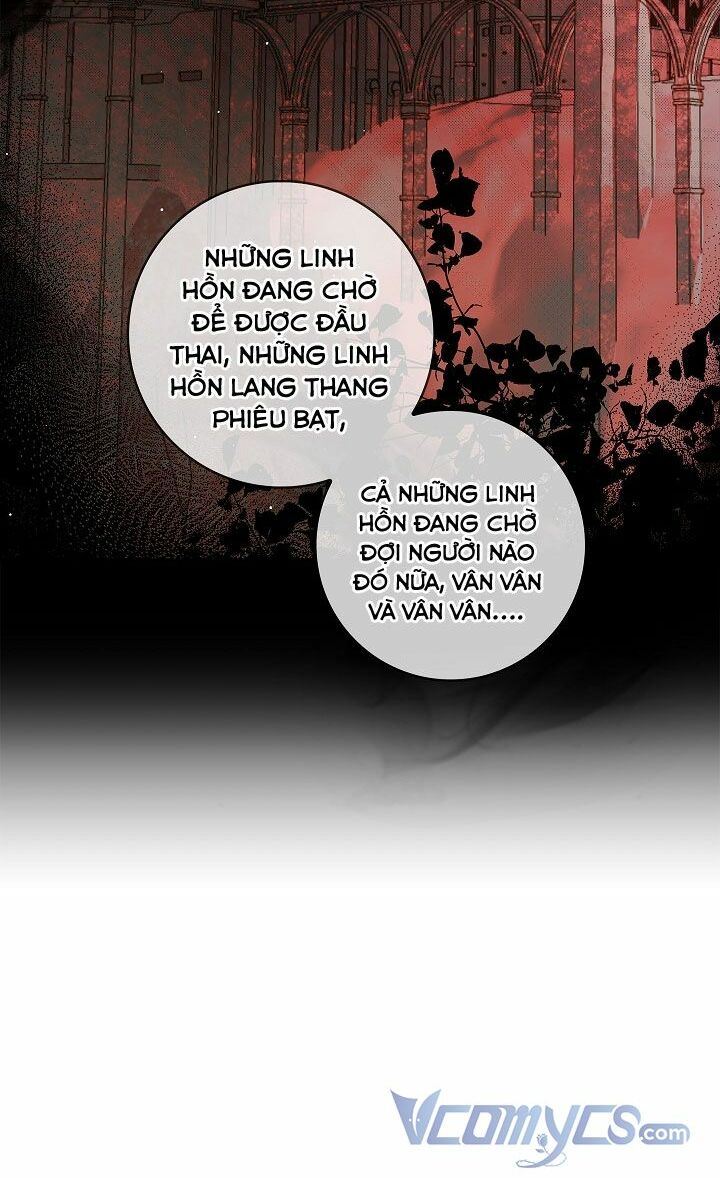 NHỮNG LINH
HỒN ĐANG CHỜ
ĐỂ ĐƯỢC ĐẦU
THAI, NHỮNG LINH
HỒN LANG THANG
PHIÊU BẠT,
CẢ NHỮNG LINH
HỒN ĐANG CHỜ
ĐỢI NGƯỜI NÀO
ĐÓ NỮA, VÂN VÂN
VÀ VÂN VÂN....
VCOMYCS.com